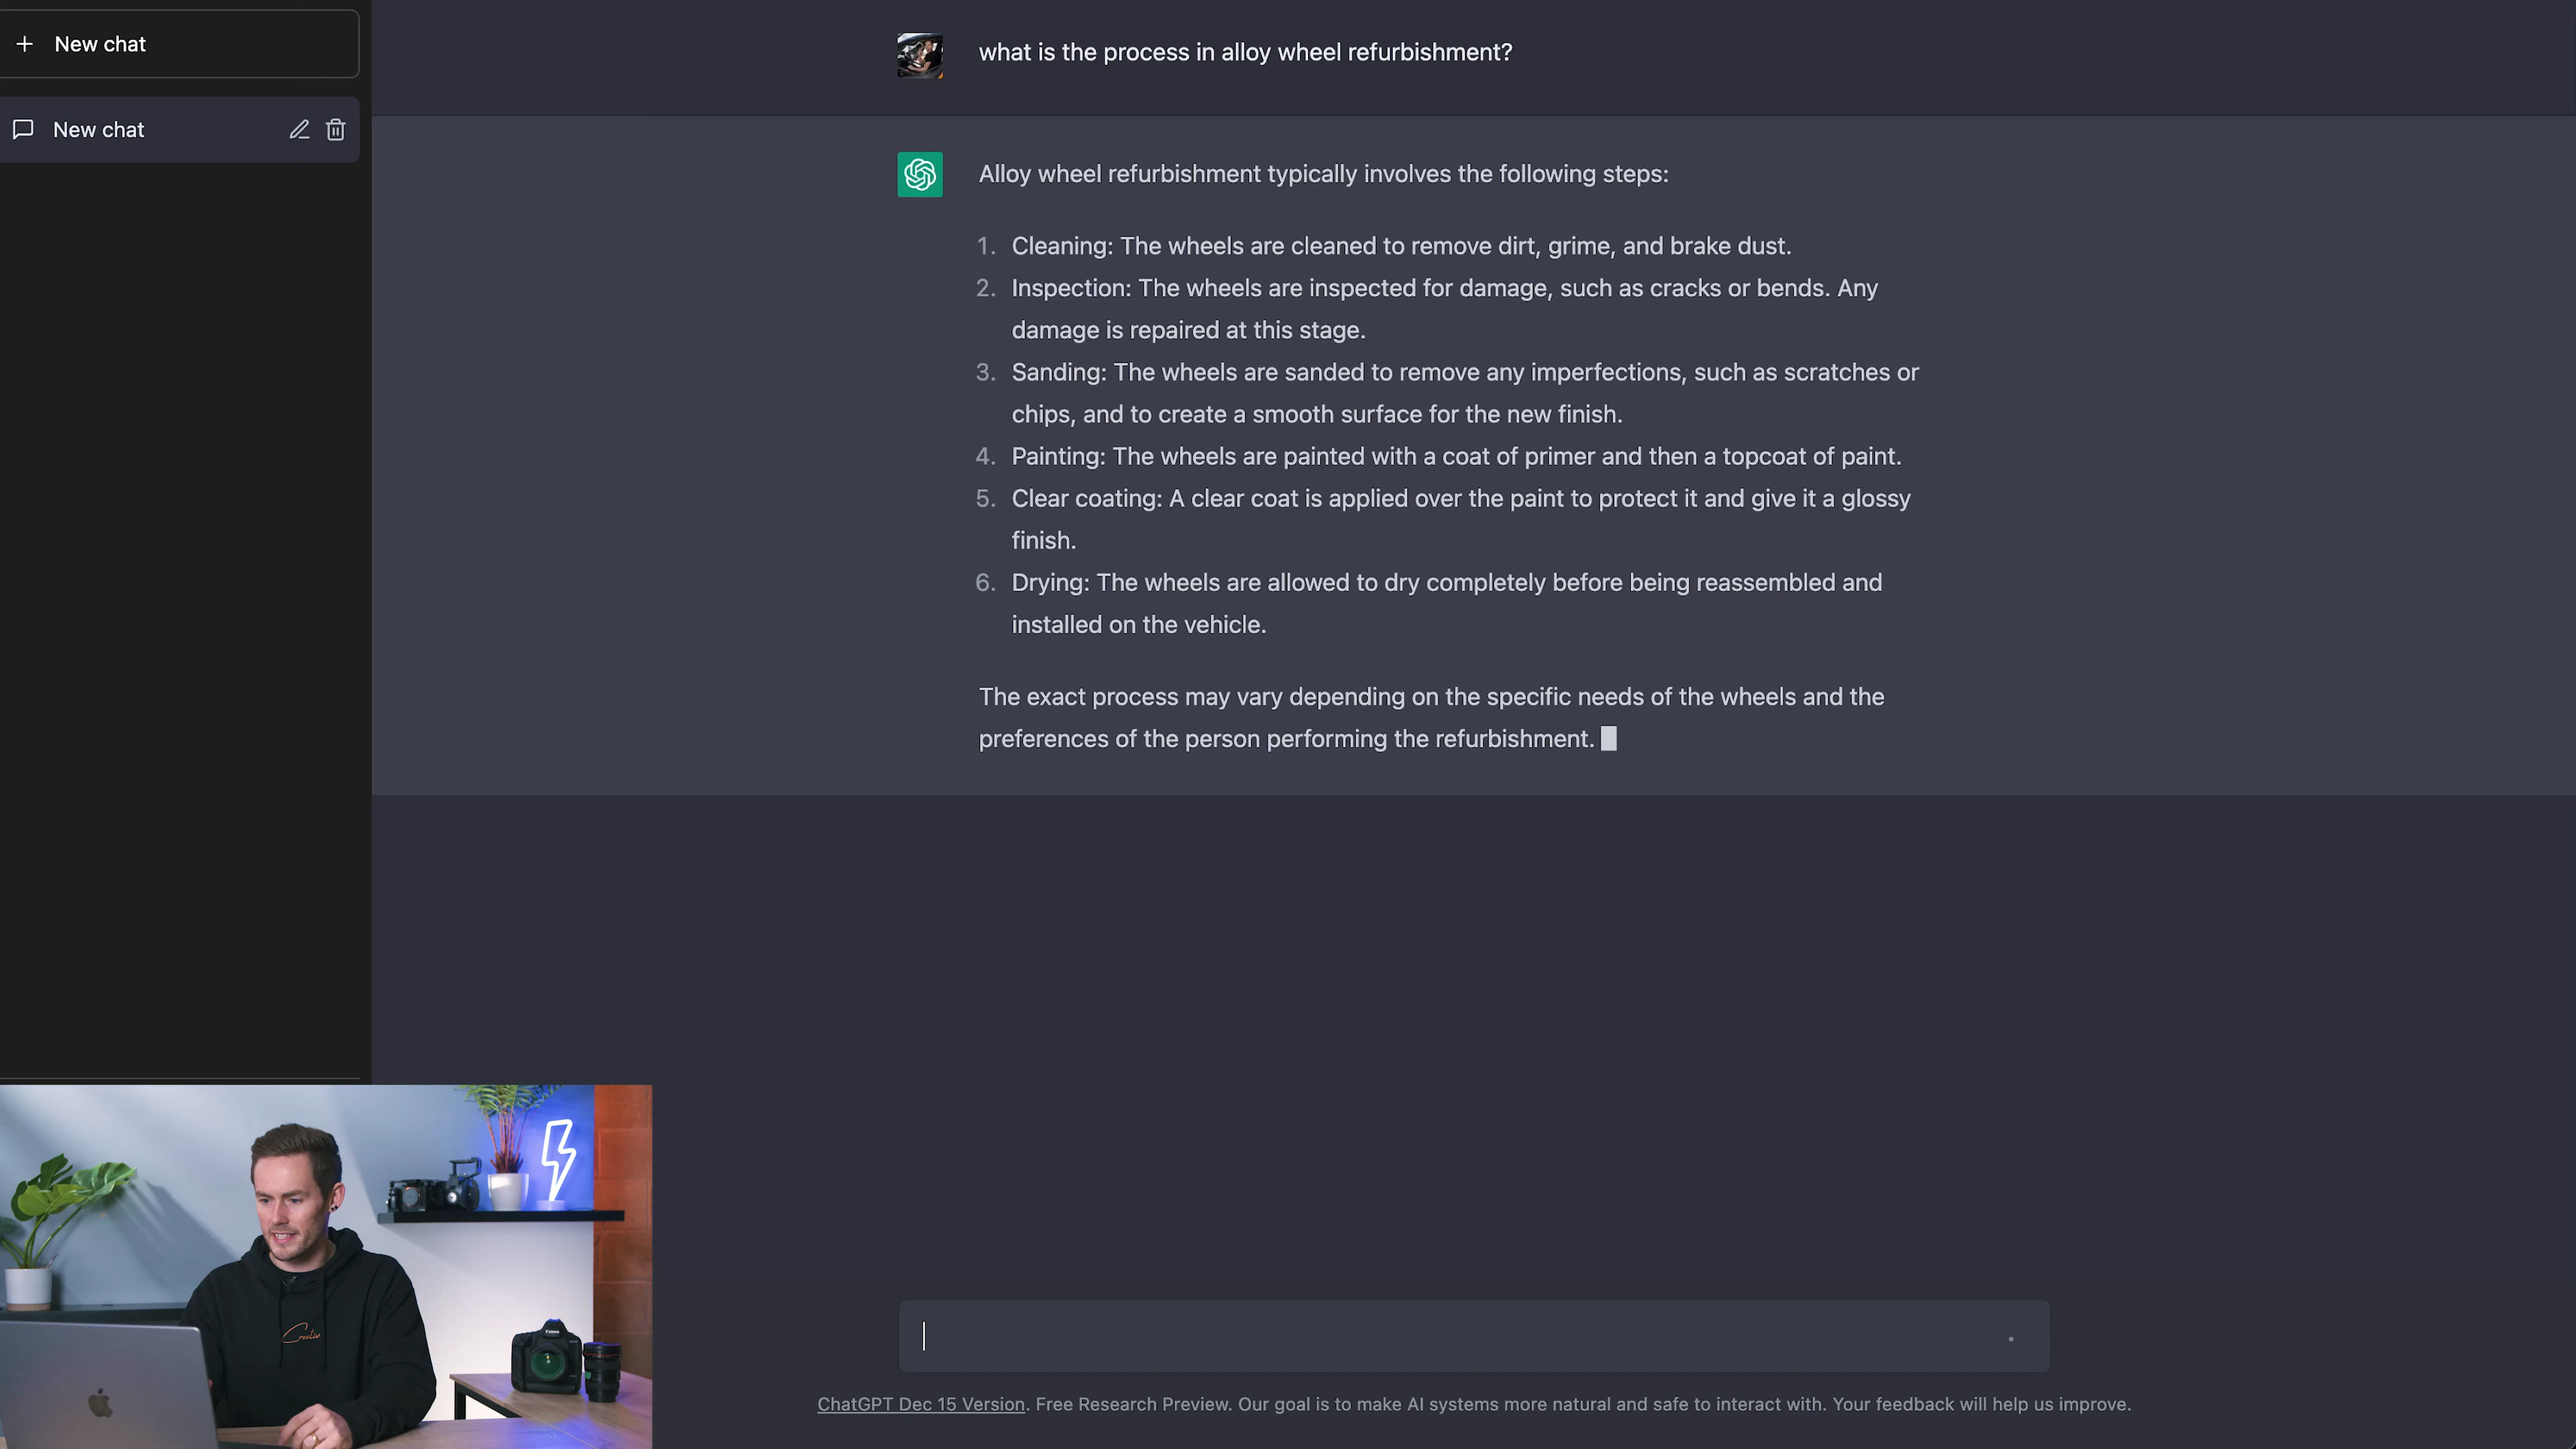 New chat
New chat
what is the process in alloy wheel refurbishment?
Alloy wheel refurbishment typically involves the following steps:
1. Cleaning: The wheels are cleaned to remove dirt, grime, and brake dust.
2. Inspection: The wheels are inspected for damage, such as cracks or bends. Any
damage is repaired at this stage.
3. Sanding: The wheels are sanded to remove any imperfections, such as scratches or
chips, and to create a smooth surface for the new finish.
4. Painting: The wheels are painted with a coat of primer and then a topcoat of paint.
5. Clear coating: A clear coat is applied over the paint to protect it and give it a glossy
finish.
6. Drying: The wheels are allowed to dry completely before being reassembled and
installed on the vehicle.
The exact process may vary depending on the specific needs of the wheels and the
preferences of the person performing the refurbishment.
Canon
ChatGPT Dec 15 Version. Free Research Preview. Our goal is to make AI systems more natural and safe to interact with. Your feedback will help us improve.